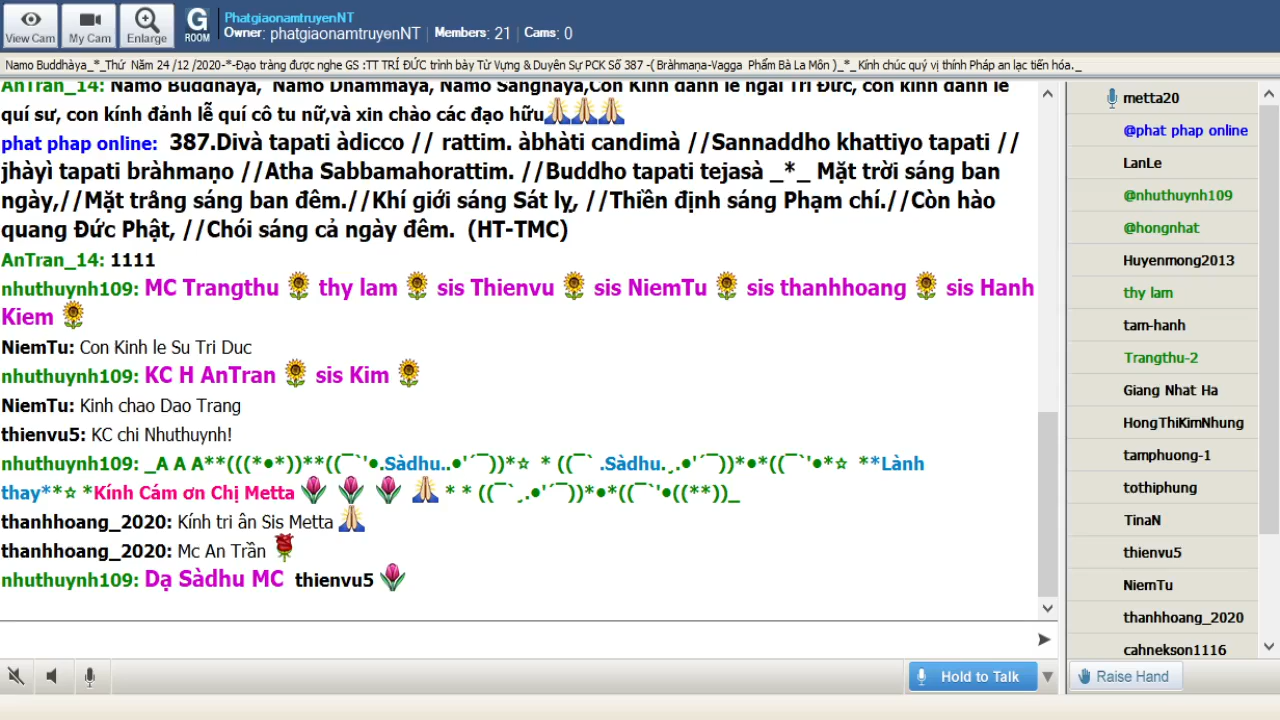 View Cam
My Cam
Enlarge
G
ROOM
PhatgiaonamtruyenNT
Owner: phatgiaonamtruyenNT | Members: 21 | Cams: 0
Namo Buddhàya_*_Thứ Năm 24 /12 /2020-*-Đạo tràng được nghe GS :TT TRÍ ĐỨC trình bày Từ Vựng & Duyên Sự PCK Số 387 -( Bràhmaṇa-Vagga Phẩm Bà La Môn )_*_ Kính chúc quý vị thính Pháp an lạc tiến hóa._
AnTran_14: Namo Buddhaya, Namo Dhammaya, Namo Sanghaya,Con Kính đảnh lễ ngài Trí Đức, con kính đảnh lễ
quí sư, con kính đảnh lễ quí cô tu nữ,và xin chào các đạo hữu🙏🙏🙏
phat phap online: 387.Divà tapati àdicco // rattim. àbhàti candimà //Sannaddho khattiyo tapati //
jhàyì tapati bràhmaṇo //Atha Sabbamahorattim. //Buddho tapati tejasà _*_ Mặt trời sáng ban
ngày,//Mặt trăng sáng ban đêm.//Khí giới sáng Sát lỵ, //Thiền định sáng Phạm chí.//Còn hào
quang Đức Phật, //Chói sáng cả ngày đêm. (HT-TMC)
AnTran_14: 1111
nhuthuynh109: MC Trangthu 🌻 thy lam 🌻 sis Thienvu 🌻 sis NiemTu 🌻 sis thanhhoang 🌻 sis Hanh
Kiem 🌻
NiemTu: Con Kinh le Su Tri Duc
nhuthuynh109: KC H AnTran 🌻 sis Kim 🌻
NiemTu: Kinh chao Dao Trang
thienvu5: KC chi Nhuthuynh!
nhuthuynh109: _A A A**(((*•*))**((¯`'•.Sàdhu..•'´¯))*☆ * ((¯` .Sàdhu.¸.•'´¯))*•*((¯`'•*☆ **Lành
thay**☆ *Kính Cám ơn Chị Metta 🌷 🌷 🌷 🙏 * * ((¯`¸.•'´¯))*•*((¯`'•((**))_
thanhhoang_2020: Kính tri ân Sis Metta 🙏
thanhhoang_2020: Mc An Trần 🌹
nhuthuynh109: Dạ Sàdhu MC thienvu5 🌷
Hold to Talk
metta20
@phat phap online
LanLe
@nhuthuynh109
@hongnhat
Huyenmong2013
thy lam
tam-hanh
Trangthu-2
Giang Nhat Ha
HongThiKimNhung
tamphuong-1
tothiphung
TinaN
thienvu5
NiemTu
thanhhoang_2020
cahnekson1116
Raise Hand